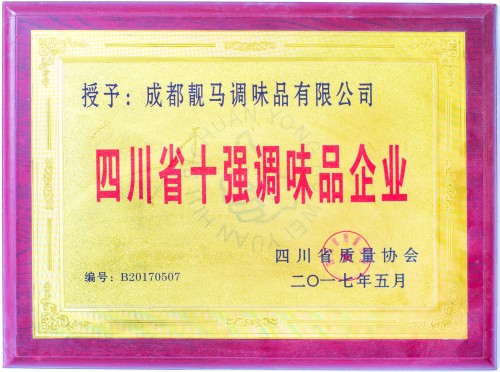 授予：成都靓马调味品有限公司
四川省十强调味品企业
四川省质量协会
编号：B20170507
二〇一七年五月